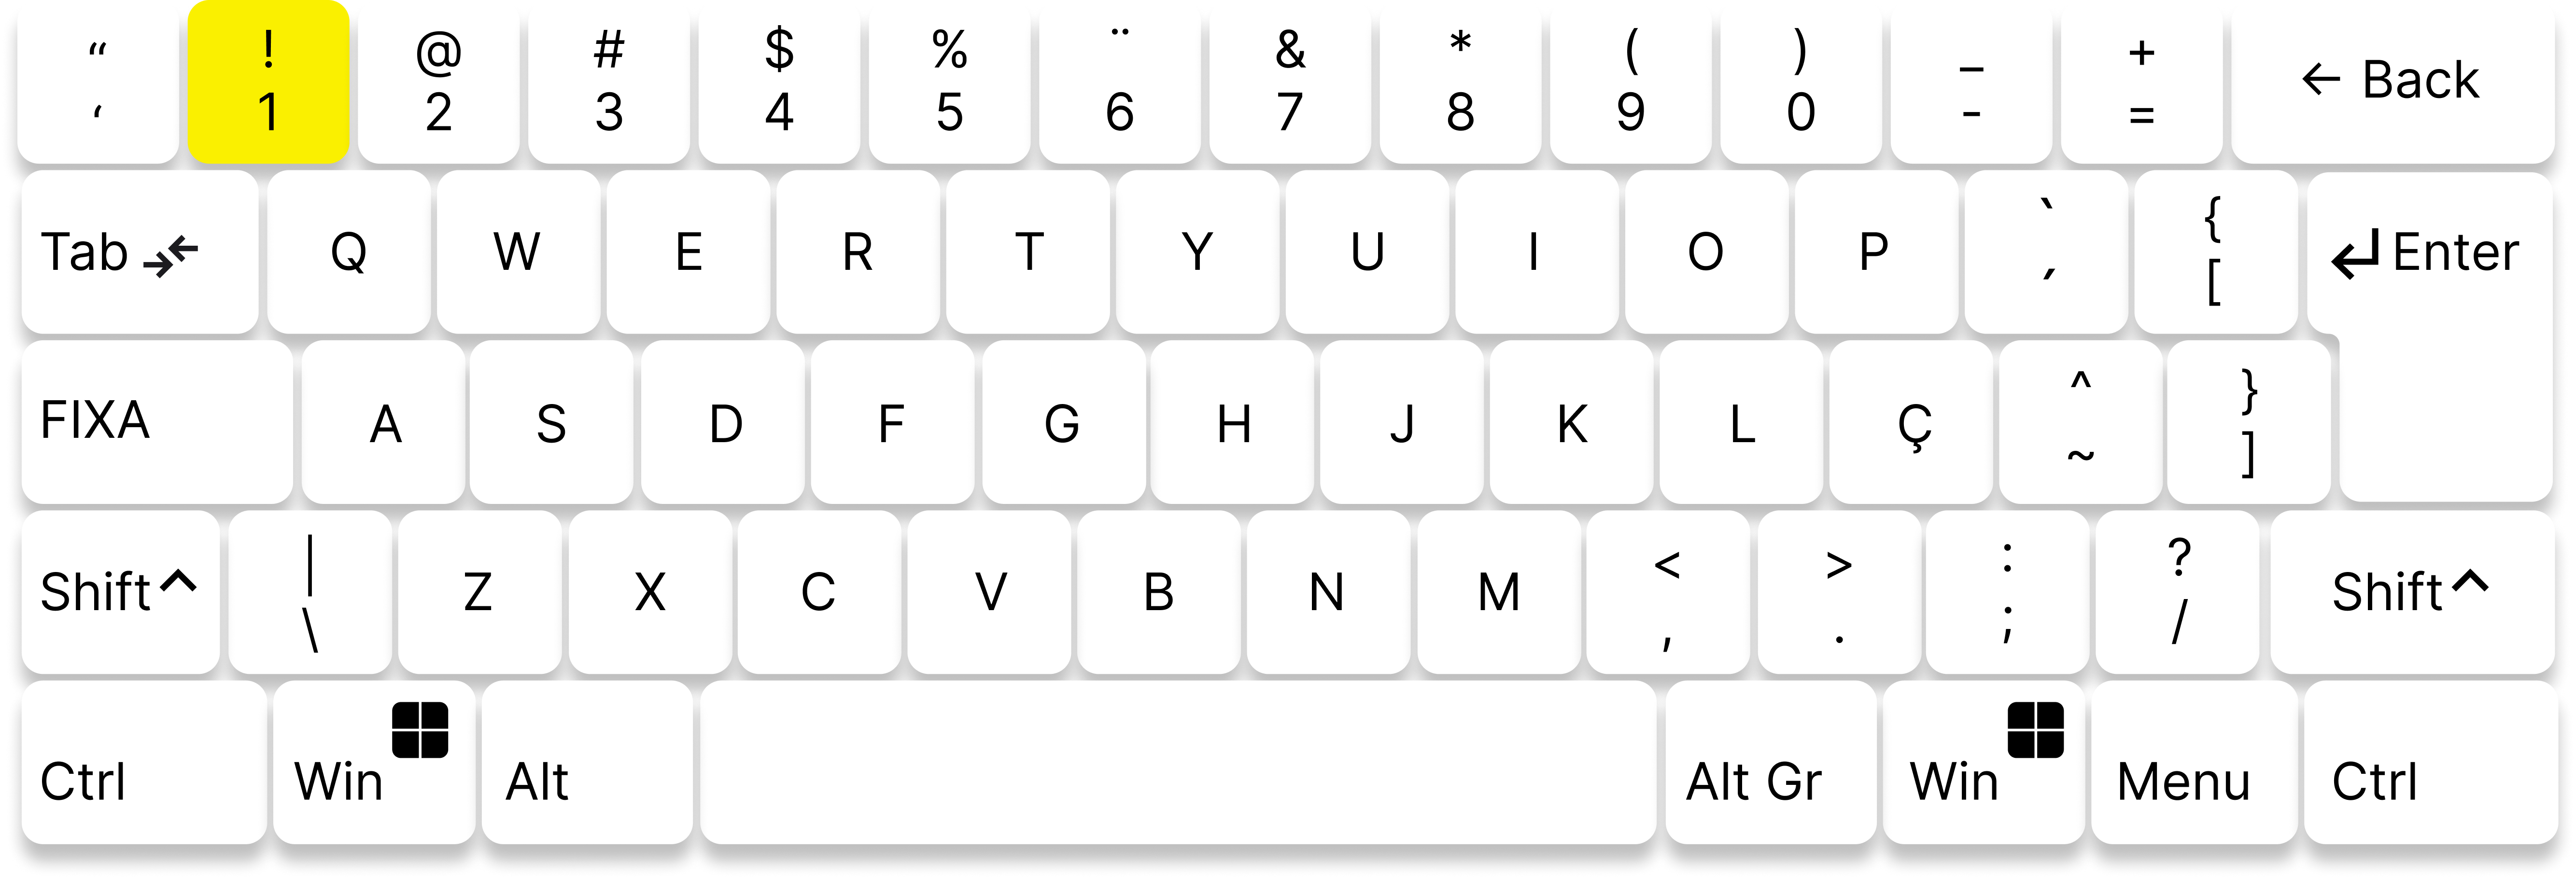 “ ! @ # $ % ¨ & * ( ) _ +
‘ 1 2 3 4 5 6 7 8 9 0 - = ← Back
Tab Q W E R T Y U I O P ` ´ { [ Enter
FIXA A S D F G H J K L Ç ^ ~ } ]
Shift | \ Z X C V B N M < , > . : ; ? / Shift
Ctrl Win Alt Alt Gr Win Menu Ctrl